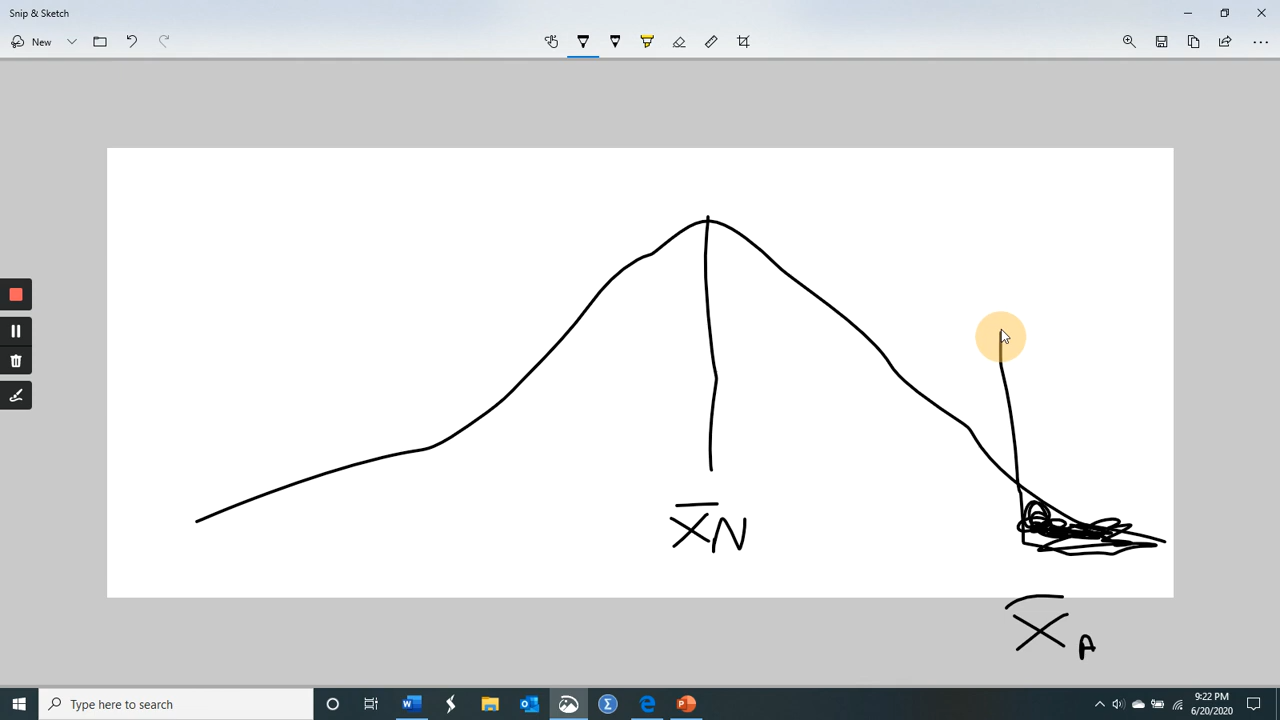 Snip & Sketch
New
X̄N
X̄A
Type here to search
9:22 PM
6/20/2020